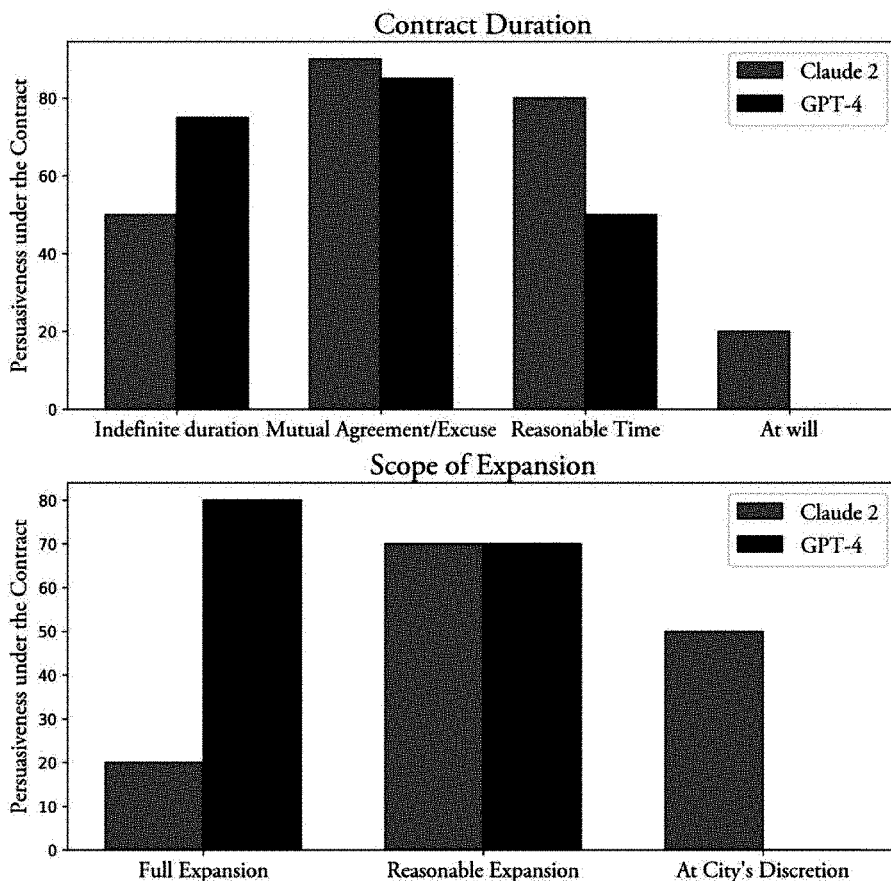 Contract Duration
Persuasiveness under the Contract
80
60
40
20
0
Claude 2
GPT-4
Indefinite duration
Mutual Agreement/Excuse
Reasonable Time
At will
Scope of Expansion
Persuasiveness under the Contract
80
70
60
50
40
30
20
10
0
Claude 2
GPT-4
Full Expansion
Reasonable Expansion
At City's Discretion